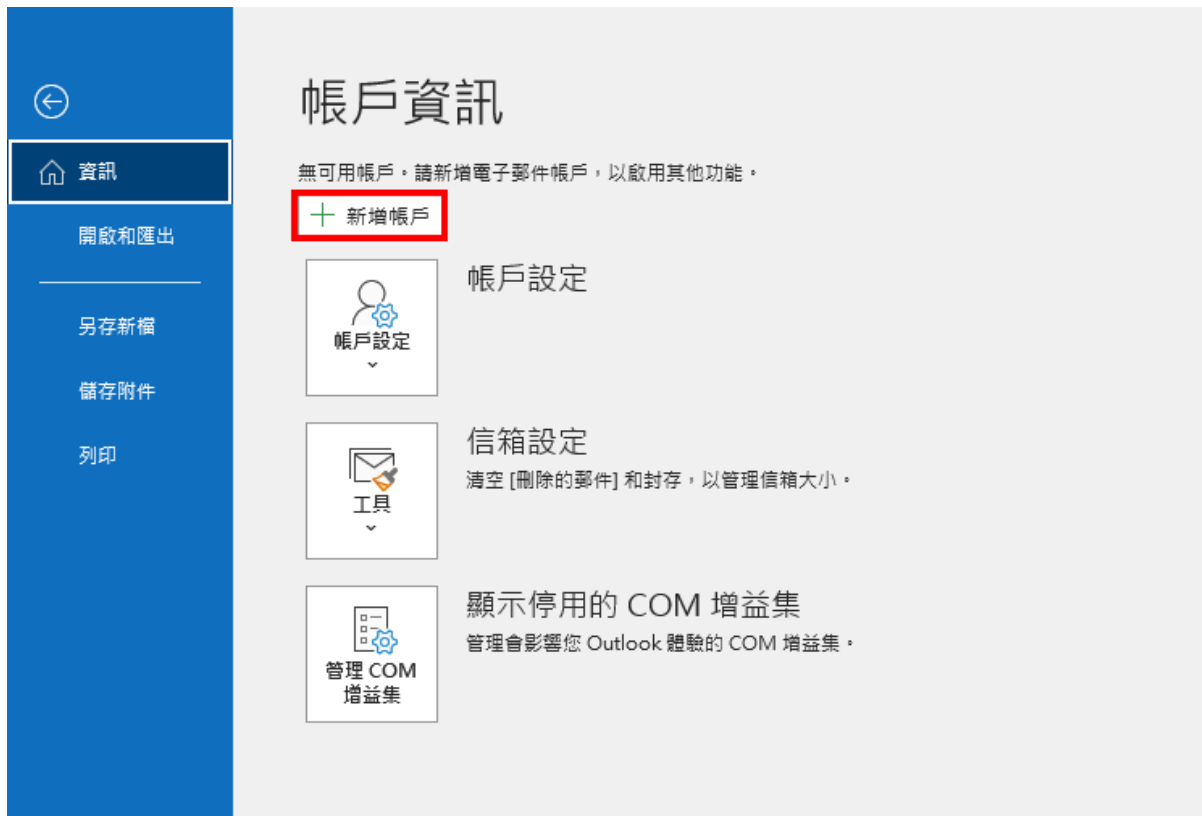 帳戶資訊
資訊
無可用帳戶。請新增電子郵件帳戶，以啟用其他功能。
新增帳戶
開啟和匯出
帳戶設定
帳戶設定
另存新檔
儲存附件
列印
信箱設定
清空 [刪除的郵件] 和封存，以管理信箱大小。
工具
顯示停用的 COM 增益集
管理會影響您 Outlook 體驗的 COM 增益集。
管理 COM
增益集